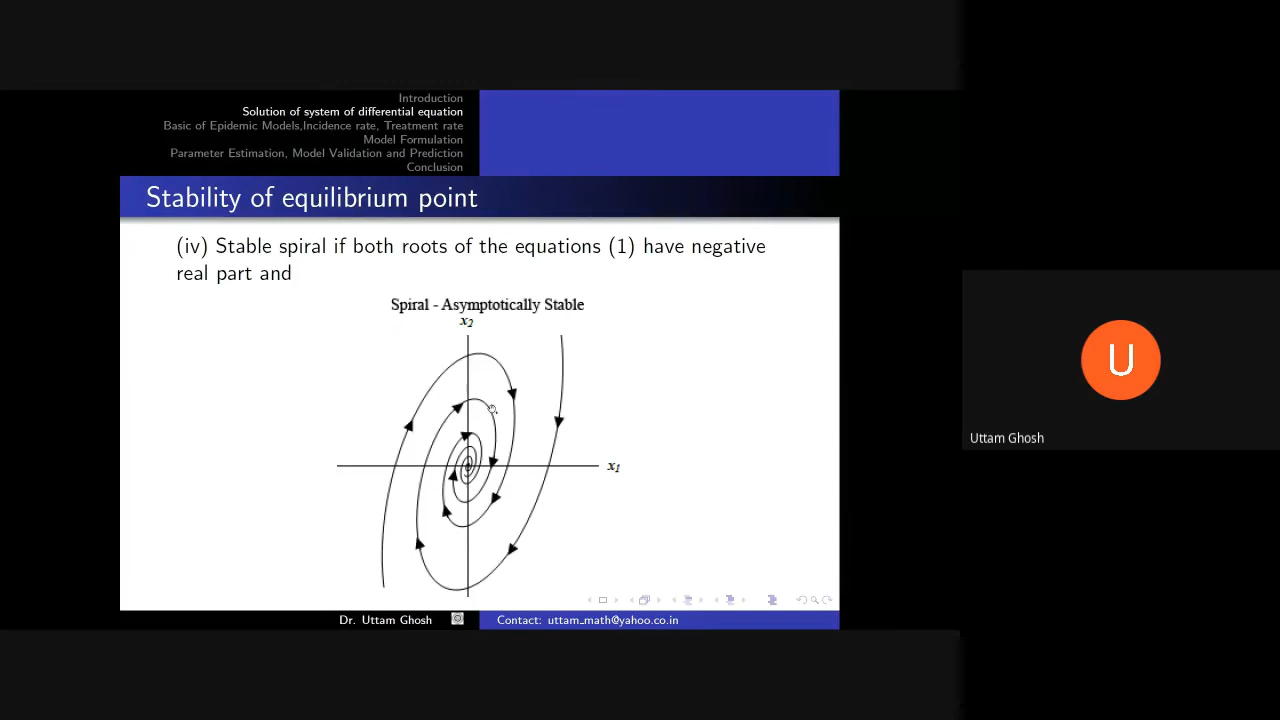 Introduction
Solution of system of differential equation
Basic of Epidemic Models,Incidence rate, Treatment rate
Model Formulation
Parameter Estimation, Model Validation and Prediction
Conclusion
Stability of equilibrium point
(iv) Stable spiral if both roots of the equations (1) have negative
real part and
Spiral - Asymptotically Stable
x2
x1
Dr. Uttam Ghosh
Contact: uttam_math@yahoo.co.in
U
Uttam Ghosh